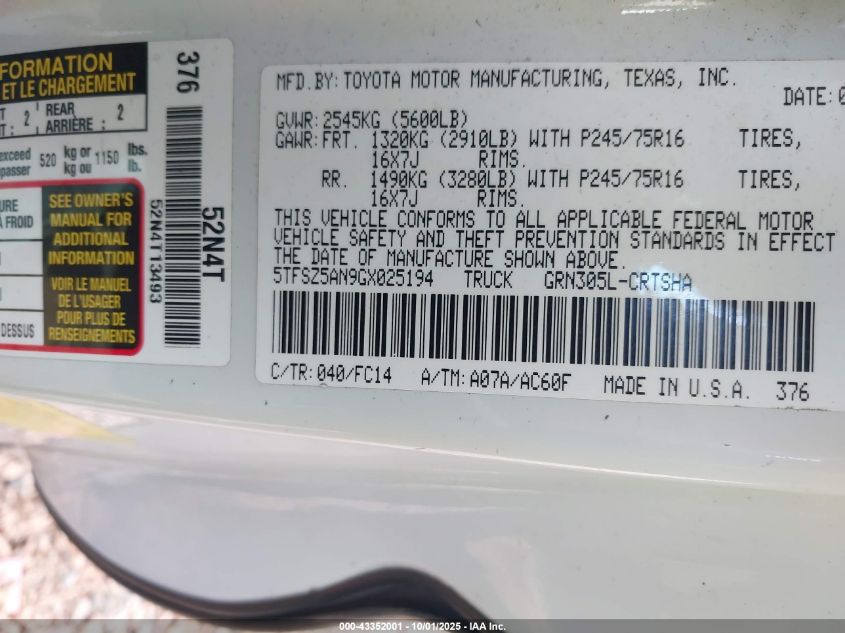 FORMATION
ET LE CHARGEMENT
: 2 REAR ARRIÈRE : 2
exceed 520 kg or kg ou 1150 lbs. lb.
SEE OWNER'S
MANUAL FOR
ADDITIONAL
INFORMATION
À FROID
VOIR LE MANUEL
DE L'USAGER
POUR PLUS DE
RENSEIGNEMENTS
DESSUS
376
52N4T13493
52N4T
MFD.BY:TOYOTA MOTOR MANUFACTURING, TEXAS, INC.
DATE:0
GVWR:2545KG (5600LB)
GAWR:FRT. 1320KG (2910LB) WITH P245/75R16 TIRES,
16X7J RIMS.
RR. 1490KG (3280LB) WITH P245/75R16 TIRES,
16X7J RIMS.
THIS VEHICLE CONFORMS TO ALL APPLICABLE FEDERAL MOTOR
VEHICLE SAFETY AND THEFT PREVENTION STANDARDS IN EFFECT
THE DATE OF MANUFACTURE SHOWN ABOVE.
5TFSZ5AN9GX025194 TRUCK GRN305L-CRTSHA
C/TR:040/FC14 A/TM:A07A/AC60F MADE IN U.S.A. 376
000-43352001 - 10/01/2025 - IAA Inc.